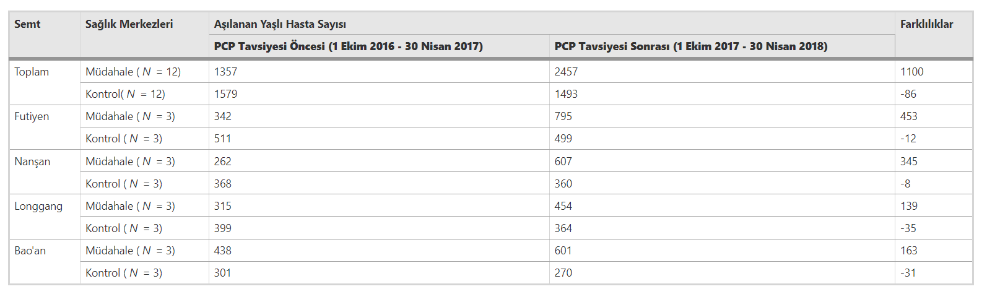 Semt Sağlık Merkezleri Aşılanan Yaşlı Hasta Sayısı Farklılıklar
PCP Tavsiyesi Öncesi (1 Ekim 2016 - 30 Nisan 2017) PCP Tavsiyesi Sonrası (1 Ekim 2017 - 30 Nisan 2018)
Toplam Müdahale ( N = 12) 1357 2457 1100
Kontrol( N = 12) 1579 1493 -86
Futiyen Müdahale ( N = 3) 342 795 453
Kontrol ( N = 3) 511 499 -12
Nanşan Müdahale ( N = 3) 262 607 345
Kontrol ( N = 3) 368 360 -8
Longgang Müdahale ( N = 3) 315 454 139
Kontrol ( N = 3) 399 364 -35
Bao'an Müdahale ( N = 3) 438 601 163
Kontrol ( N = 3) 301 270 -31